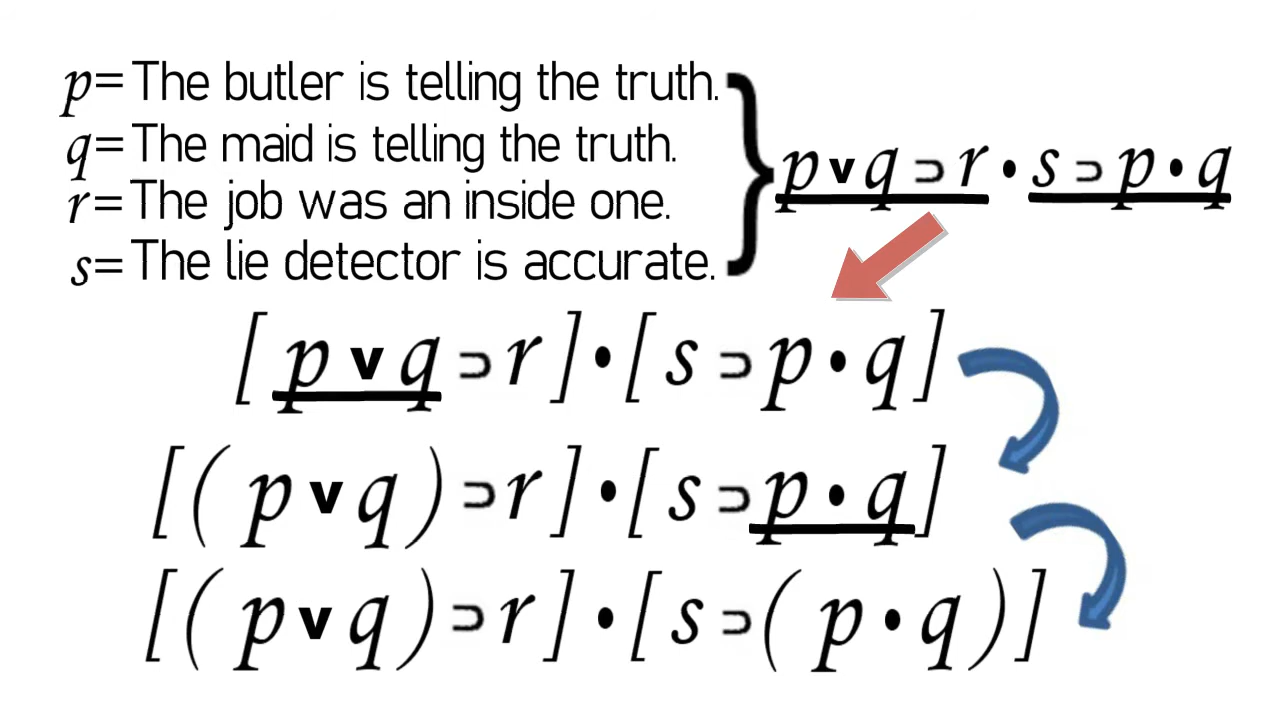 p= The butler is telling the truth.
q= The maid is telling the truth.
r= The job was an inside one.
s= The lie detector is accurate.
p v q ⊃ r • s ⊃ p • q
[ p v q ⊃ r ] • [ s ⊃ p • q ]
[ ( p v q ) ⊃ r ] • [ s ⊃ p • q ]
[ ( p v q ) ⊃ r ] • [ s ⊃ ( p • q ) ]